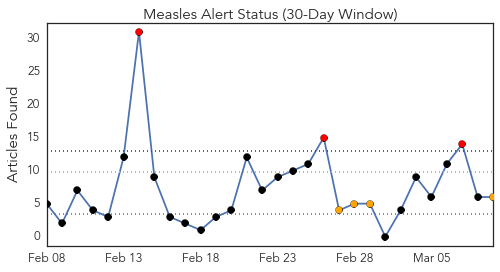 Measles Alert Status (30-Day Window)
Articles Found
30
25
20
15
10
5
0
Feb 08 Feb 13 Feb 18 Feb 23 Feb 28 Mar 05